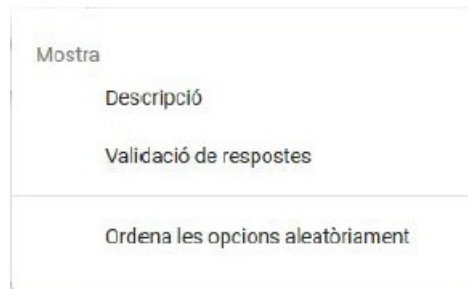 Mostra
Descripció
Validació de respostes
Ordena les opcions aleatòriament